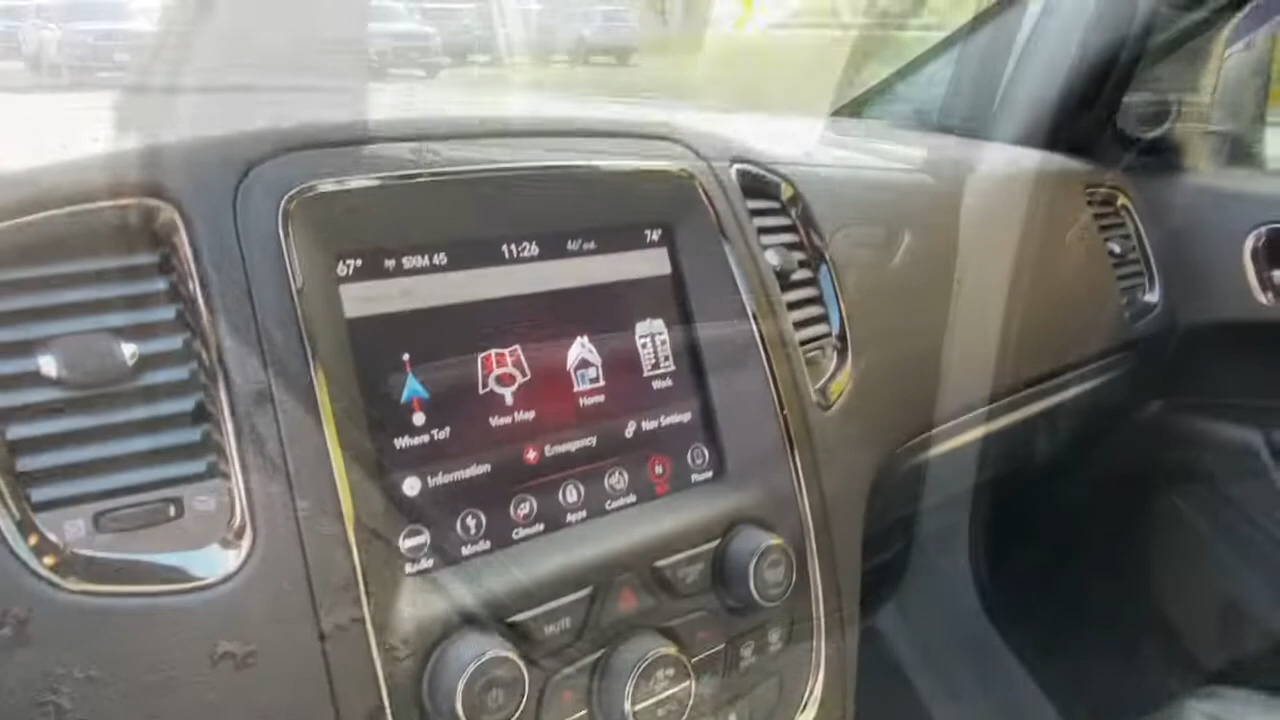 67° SXM 45 11:26 74°
Where To? View Map Home Work
Information Emergency Nav Settings
Radio Media Climate Apps Controls Phone
MUTE